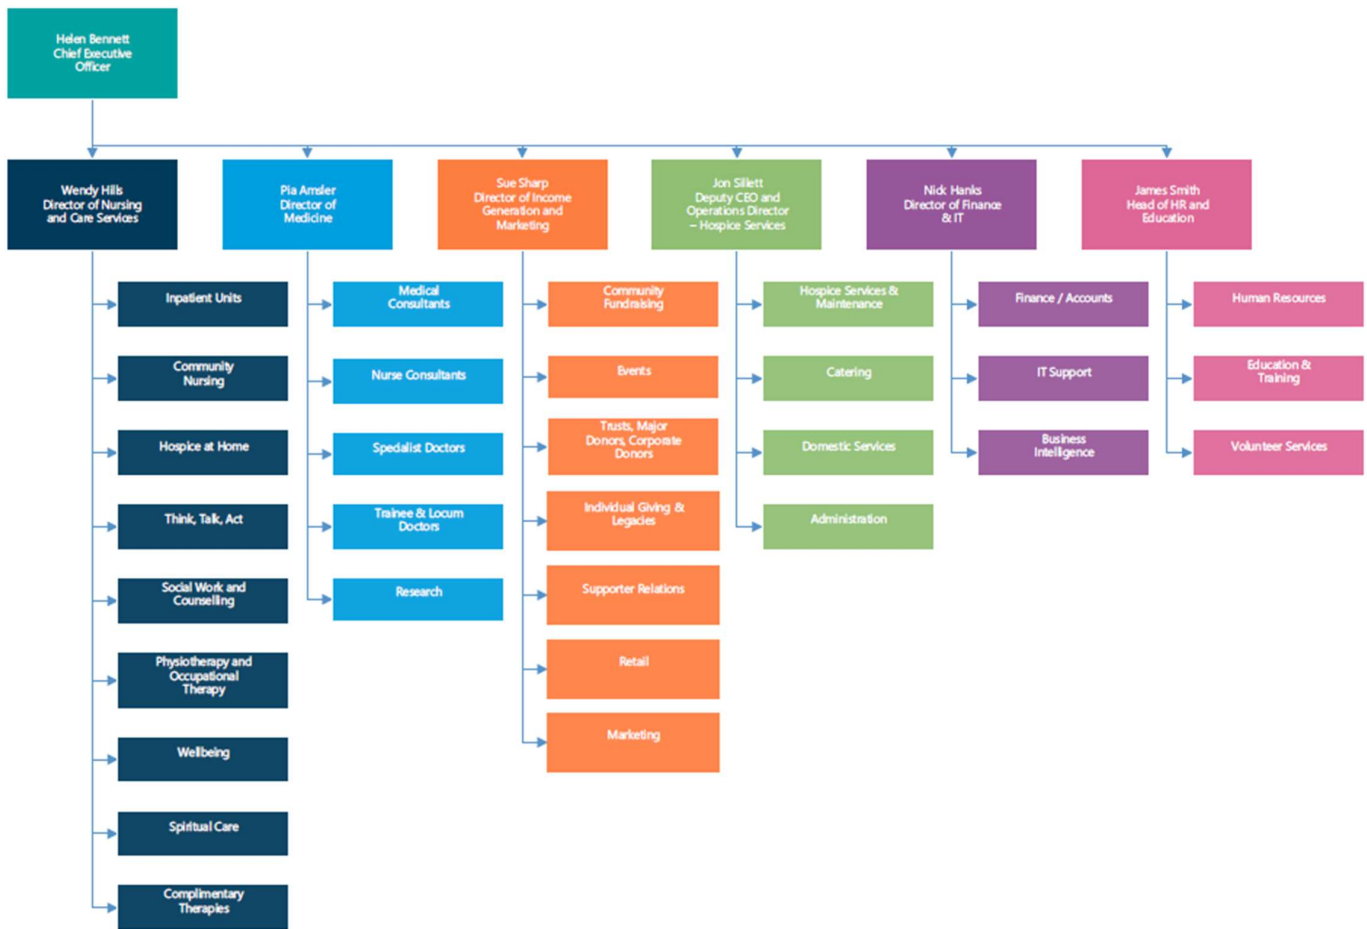 Helen Bennett
Chief Executive
Officer
Wendy Hills
Director of Nursing
and Care Services
Pia Amsler
Director of
Medicine
Sue Sharp
Director of Income
Generation and
Marketing
Jon Sillett
Deputy CEO and
Operations Director
– Hospice Services
Nick Hanks
Director of Finance
& IT
James Smith
Head of HR and
Education
Inpatient Units
Community
Nursing
Hospice at Home
Think, Talk, Act
Social Work and
Counselling
Physiotherapy and
Occupational
Therapy
Wellbeing
Spiritual Care
Complimentary
Therapies
Medical
Consultants
Nurse Consultants
Specialist Doctors
Trainee & Locum
Doctors
Research
Community
Fundraising
Events
Trusts, Major
Donors, Corporate
Donors
Individual Giving &
Legacies
Supporter Relations
Retail
Marketing
Hospice Services &
Maintenance
Catering
Domestic Services
Administration
Finance / Accounts
IT Support
Business
Intelligence
Human Resources
Education &
Training
Volunteer Services